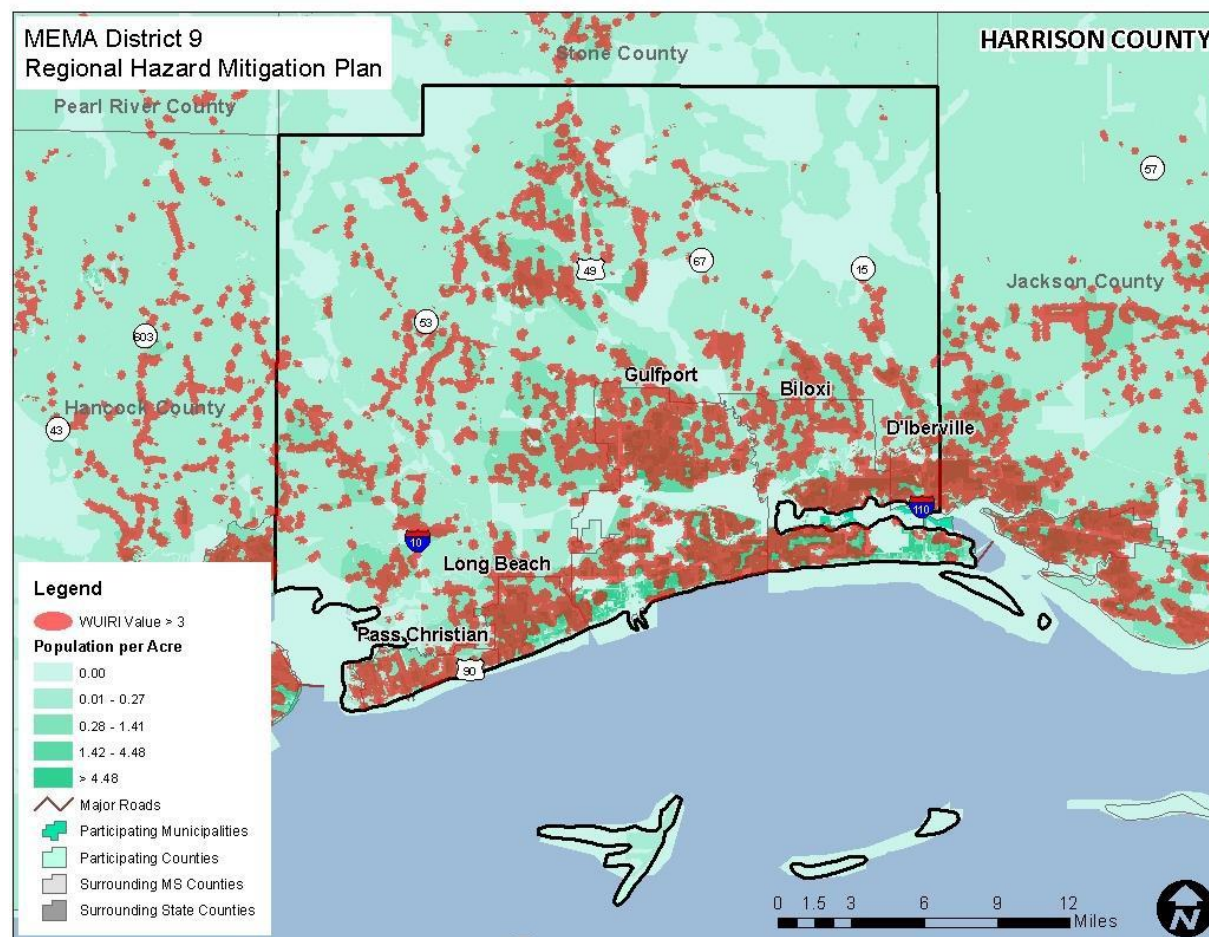 MEMA District 9
Regional Hazard Mitigation Plan
HARRISON COUNTY
Stone County
Pearl River County
57
49
67
15
Jackson County
53
603
Gulfport
Biloxi
Hancock County
43
D'Iberville
110
10
Long Beach
Pass Christian
90
Legend
WUIRI Value > 3
Population per Acre
0.00
0.01 - 0.27
0.28 - 1.41
1.42 - 4.48
> 4.48
Major Roads
Participating Municipalities
Participating Counties
Surrounding MS Counties
Surrounding State Counties
0 1.5 3 6 9 12
Miles
N